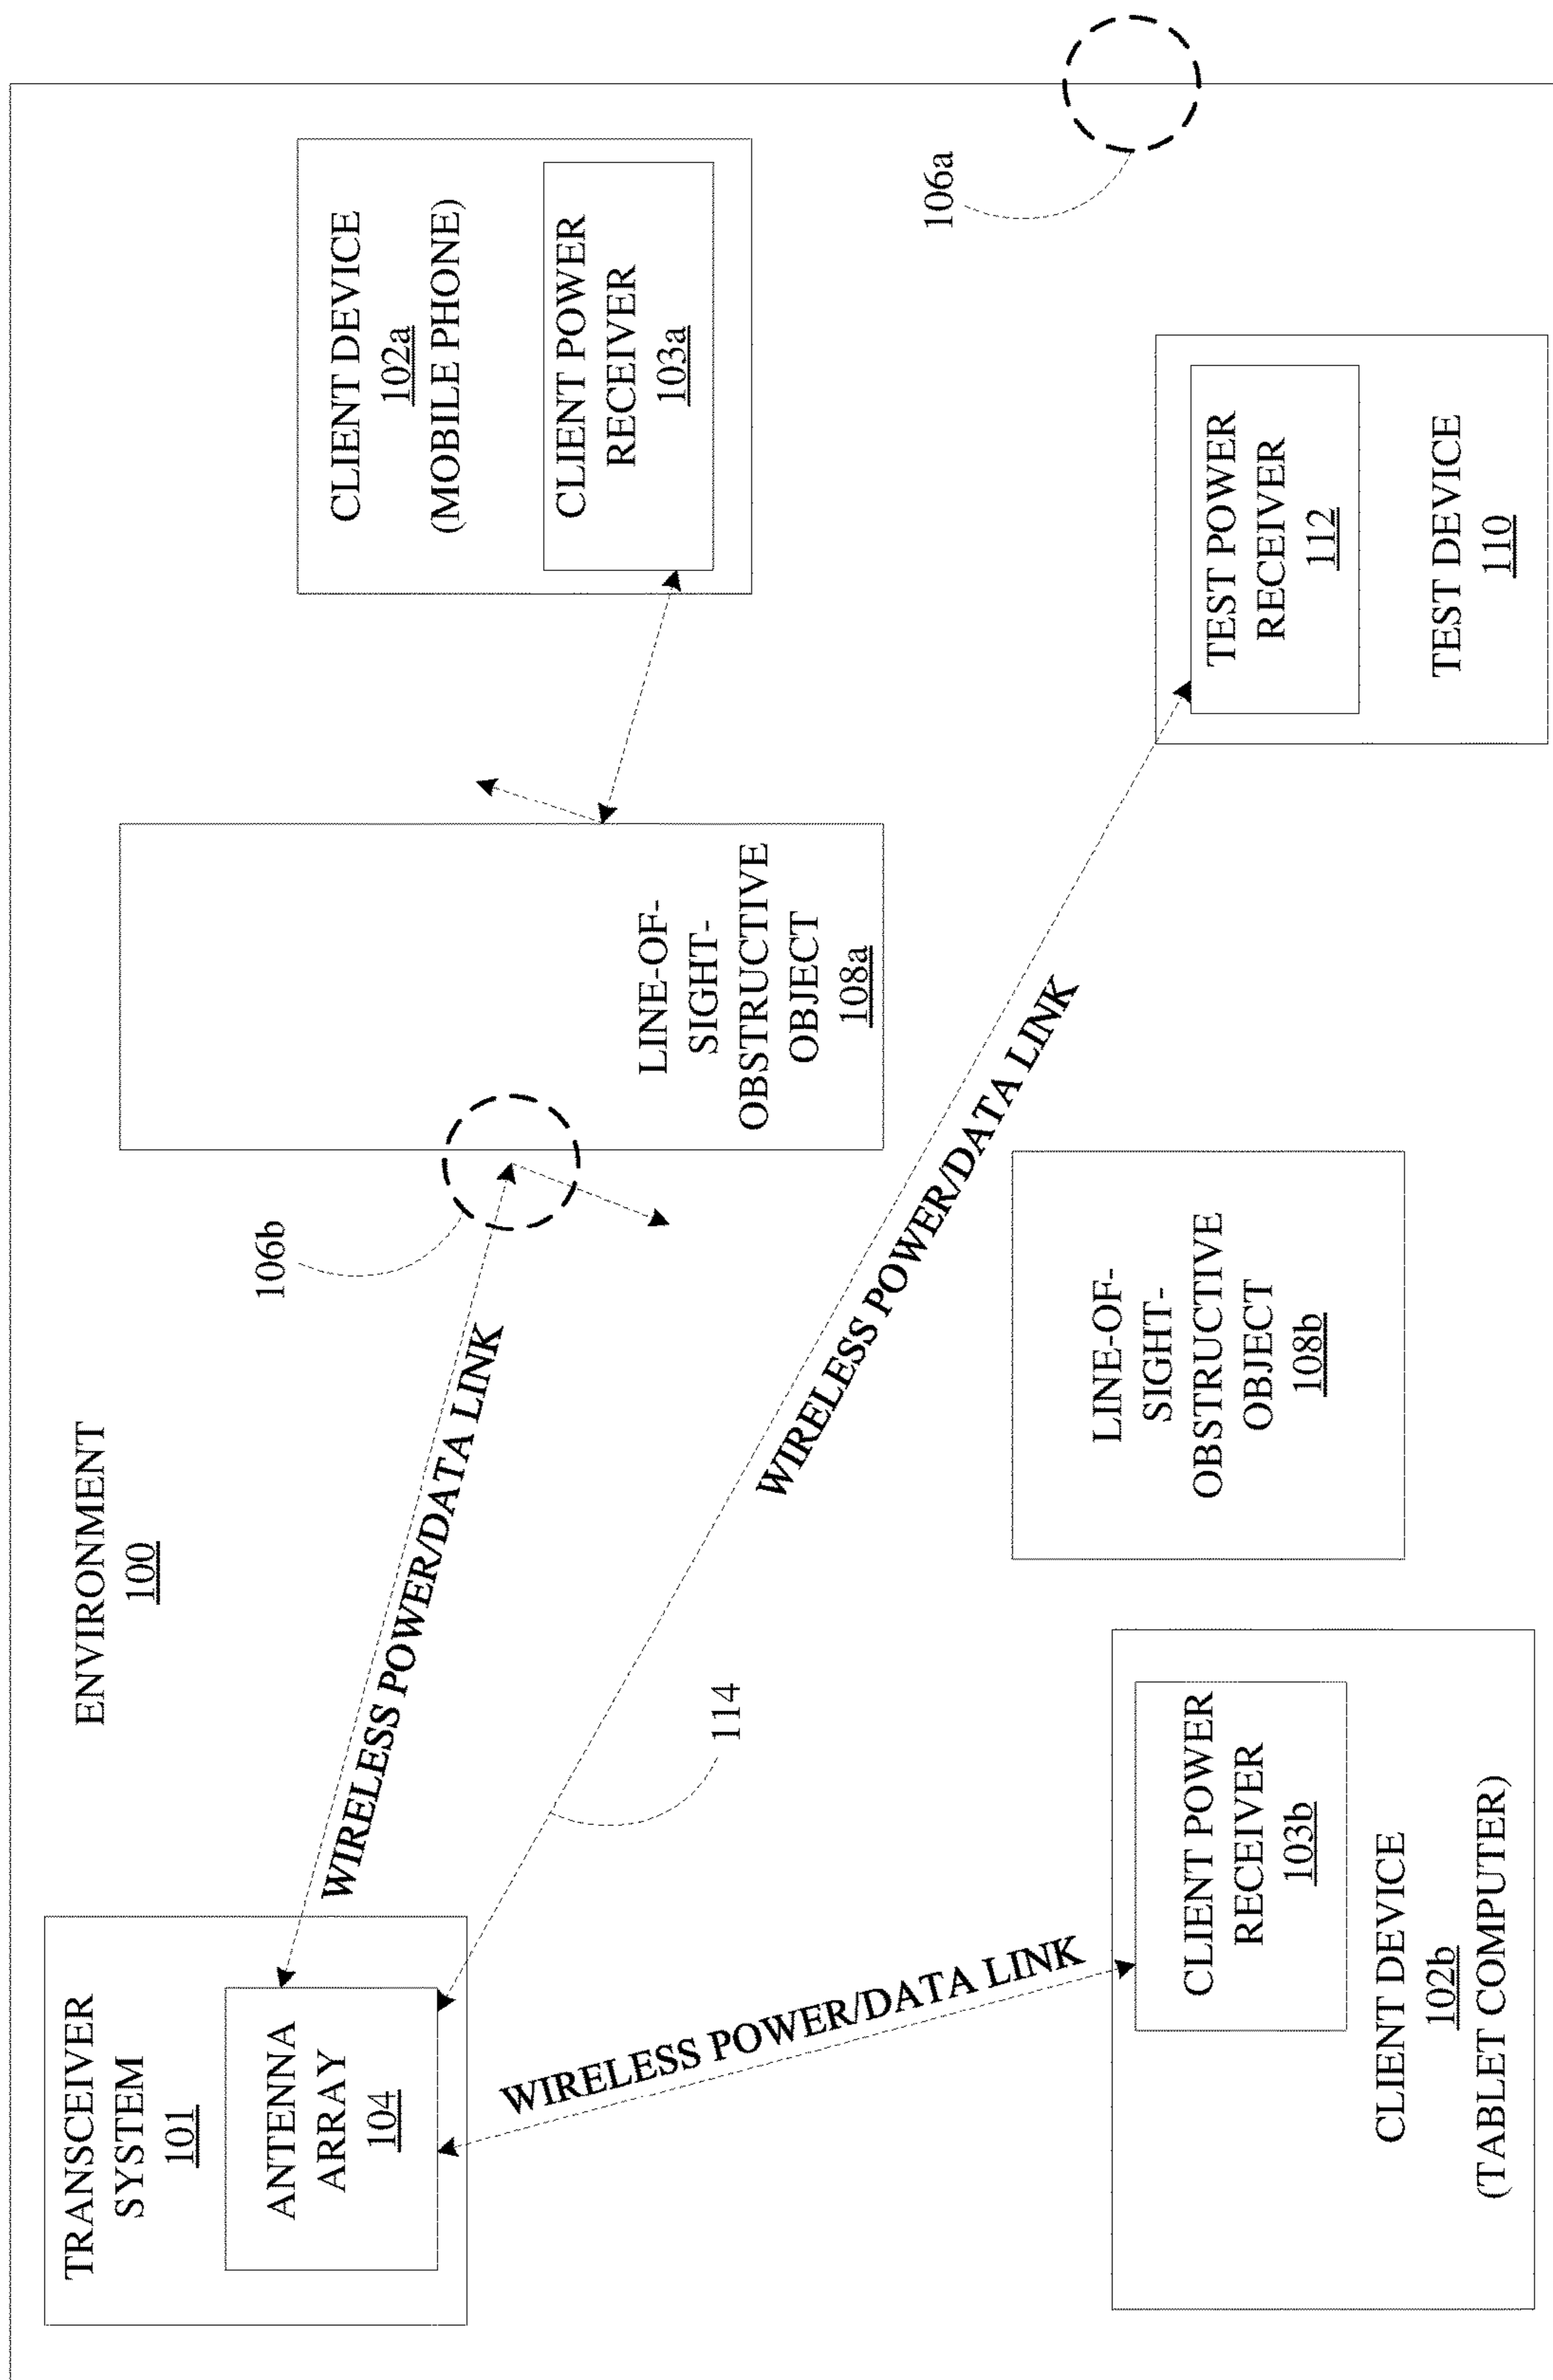 ENVIRONMENT
100
TRANSCEIVER
SYSTEM
101
ANTENNA
ARRAY
104
WIRELESS POWER/DATA LINK
106b
LINE-OF-
SIGHT-
OBSTRUCTIVE
OBJECT
108a
CLIENT DEVICE
102a
(MOBILE PHONE)
CLIENT POWER
RECEIVER
103a
114
WIRELESS POWER/DATA LINK
106a
WIRELESS POWER/DATA LINK
CLIENT POWER
RECEIVER
103b
CLIENT DEVICE
102b
(TABLET COMPUTER)
LINE-OF-
SIGHT-
OBSTRUCTIVE
OBJECT
108b
TEST POWER
RECEIVER
112
TEST DEVICE
110